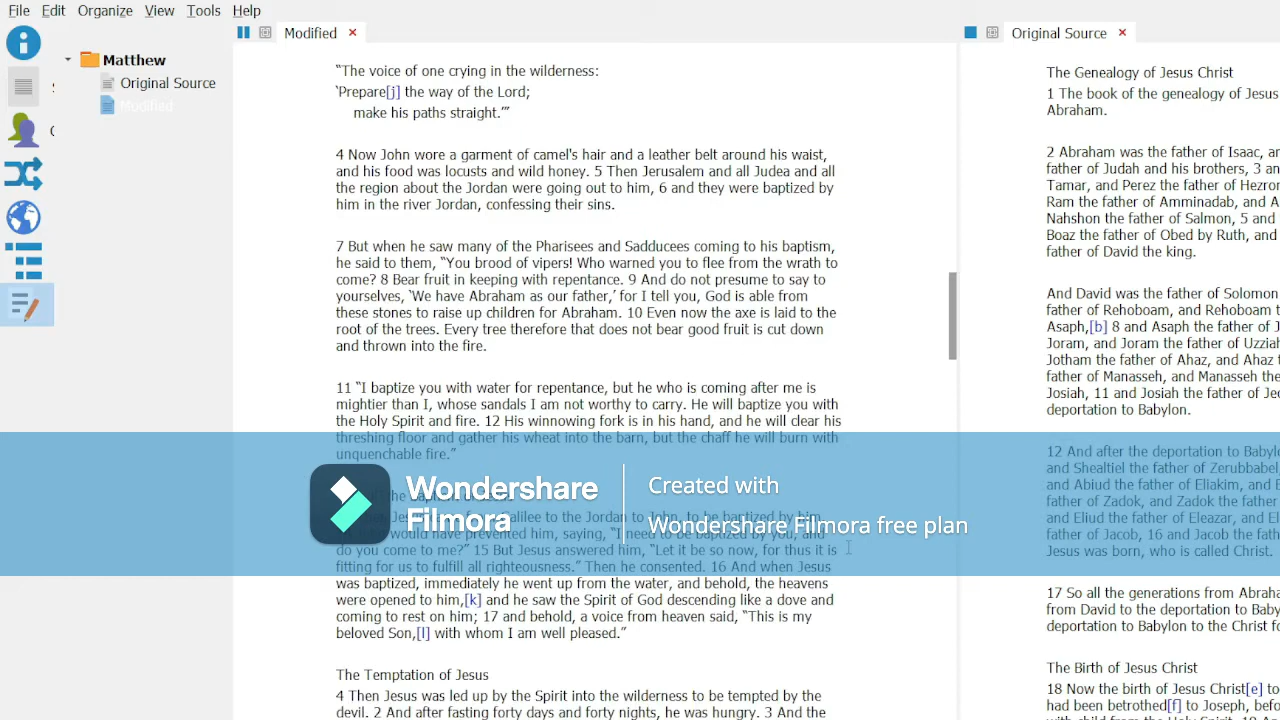 File Edit Organize View Tools Help
Modified
Original Source
Matthew
Original Source
Modified
“The voice of one crying in the wilderness:
‘Prepare[j] the way of the Lord;
make his paths straight.’”
4 Now John wore a garment of camel's hair and a leather belt around his waist,
and his food was locusts and wild honey. 5 Then Jerusalem and all Judea and all
the region about the Jordan were going out to him, 6 and they were baptized by
him in the river Jordan, confessing their sins.
7 But when he saw many of the Pharisees and Sadducees coming to his baptism,
he said to them, “You brood of vipers! Who warned you to flee from the wrath to
come? 8 Bear fruit in keeping with repentance. 9 And do not presume to say to
yourselves, ‘We have Abraham as our father,’ for I tell you, God is able from
these stones to raise up children for Abraham. 10 Even now the axe is laid to the
root of the trees. Every tree therefore that does not bear good fruit is cut down
and thrown into the fire.
11 “I baptize you with water for repentance, but he who is coming after me is
mightier than I, whose sandals I am not worthy to carry. He will baptize you with
the Holy Spirit and fire. 12 His winnowing fork is in his hand, and he will clear his
threshing floor and gather his wheat into the barn, but the chaff he will burn with
unquenchable fire.”
Galilee to the Jordan to John, to be baptized by him.
would have prevented him, saying, “I need to be baptized by you, and
do you come to me?” 15 But Jesus answered him, “Let it be so now, for thus it is
fitting for us to fulfill all righteousness.” Then he consented. 16 And when Jesus
was baptized, immediately he went up from the water, and behold, the heavens
were opened to him,[k] and he saw the Spirit of God descending like a dove and
coming to rest on him; 17 and behold, a voice from heaven said, “This is my
beloved Son,[l] with whom I am well pleased.”
The Temptation of Jesus
4 Then Jesus was led up by the Spirit into the wilderness to be tempted by the
devil. 2 And after fasting forty days and forty nights, he was hungry. 3 And the
Wondershare
Filmora
Created with
Wondershare Filmora free plan
The Genealogy of Jesus Christ
1 The book of the genealogy of Jesus
Abraham.
2 Abraham was the father of Isaac, an
father of Judah and his brothers, 3 an
Tamar, and Perez the father of Hezron
Ram the father of Amminadab, and A
Nahshon the father of Salmon, 5 and
Boaz the father of Obed by Ruth, and
father of David the king.
And David was the father of Solomon
father of Rehoboam, and Rehoboam t
Asaph,[b] 8 and Asaph the father of J
Joram, and Joram the father of Uzziah
Jotham the father of Ahaz, and Ahaz t
father of Manasseh, and Manasseh the
Josiah, 11 and Josiah the father of Jec
deportation to Babylon.
12 And after the deportation to Babylo
and Shealtiel the father of Zerubbabel
and Abiud the father of Eliakim, and E
father of Zadok, and Zadok the father
and Eliud the father of Eleazar, and El
father of Jacob, 16 and Jacob the fath
Jesus was born, who is called Christ.
17 So all the generations from Abraha
from David to the deportation to Baby
deportation to Babylon to the Christ fo
The Birth of Jesus Christ
18 Now the birth of Jesus Christ[e] to
had been betrothed[f] to Joseph, befo